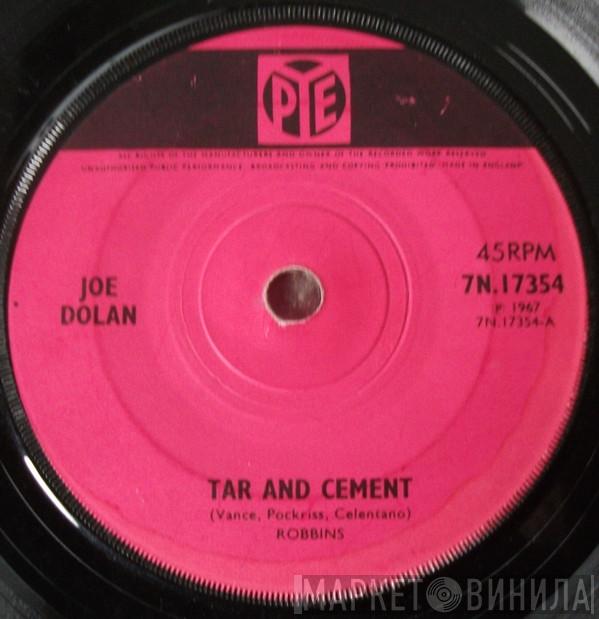 PYE
ALL RIGHTS OF THE MANUFACTURERS AND OWNER OF THE RECORDED WORK RESERVED
UNAUTHORISED PUBLIC PERFORMANCE, BROADCASTING AND COPYING PROHIBITED MADE IN ENGLAND
45RPM
7N.17354
JOE
DOLAN
P. 1967
7N.17354-A
TAR AND CEMENT
(Vance, Pockriss, Celentano)
ROBBINS
МАРКЕТ ВИНИЛА